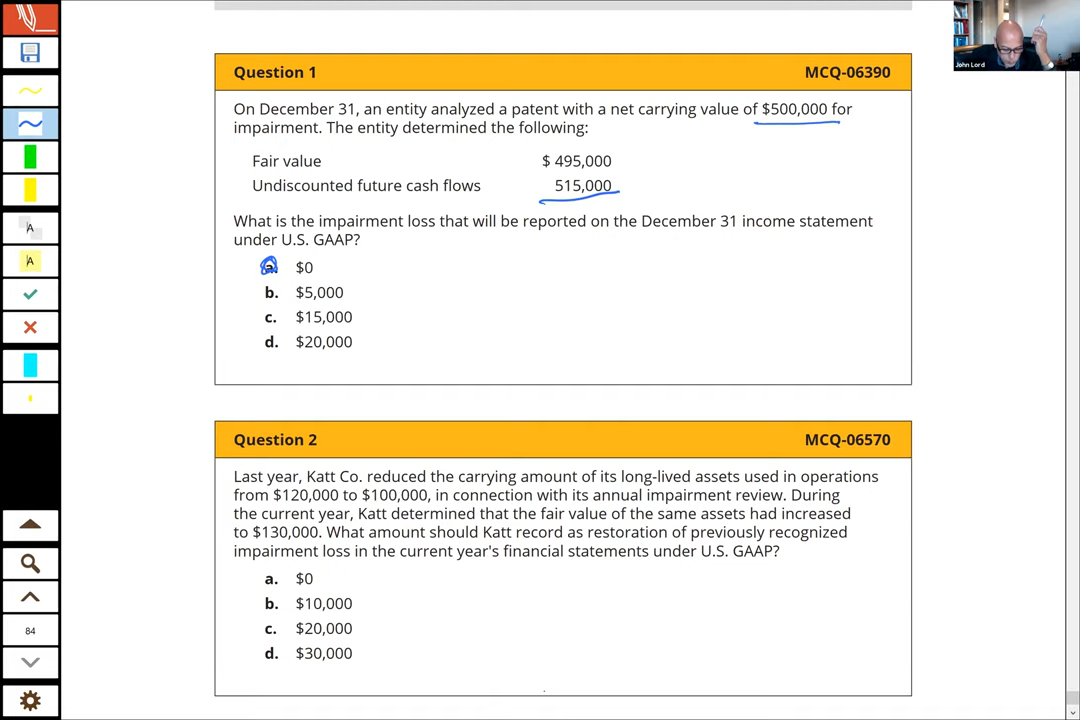 John Lord
Question 1 MCQ-06390
On December 31, an entity analyzed a patent with a net carrying value of $500,000 for
impairment. The entity determined the following:
Fair value $ 495,000
Undiscounted future cash flows 515,000
What is the impairment loss that will be reported on the December 31 income statement
under U.S. GAAP?
a. $0
b. $5,000
c. $15,000
d. $20,000
Question 2 MCQ-06570
Last year, Katt Co. reduced the carrying amount of its long-lived assets used in operations
from $120,000 to $100,000, in connection with its annual impairment review. During
the current year, Katt determined that the fair value of the same assets had increased
to $130,000. What amount should Katt record as restoration of previously recognized
impairment loss in the current year's financial statements under U.S. GAAP?
a. $0
b. $10,000
c. $20,000
d. $30,000
A
A
84